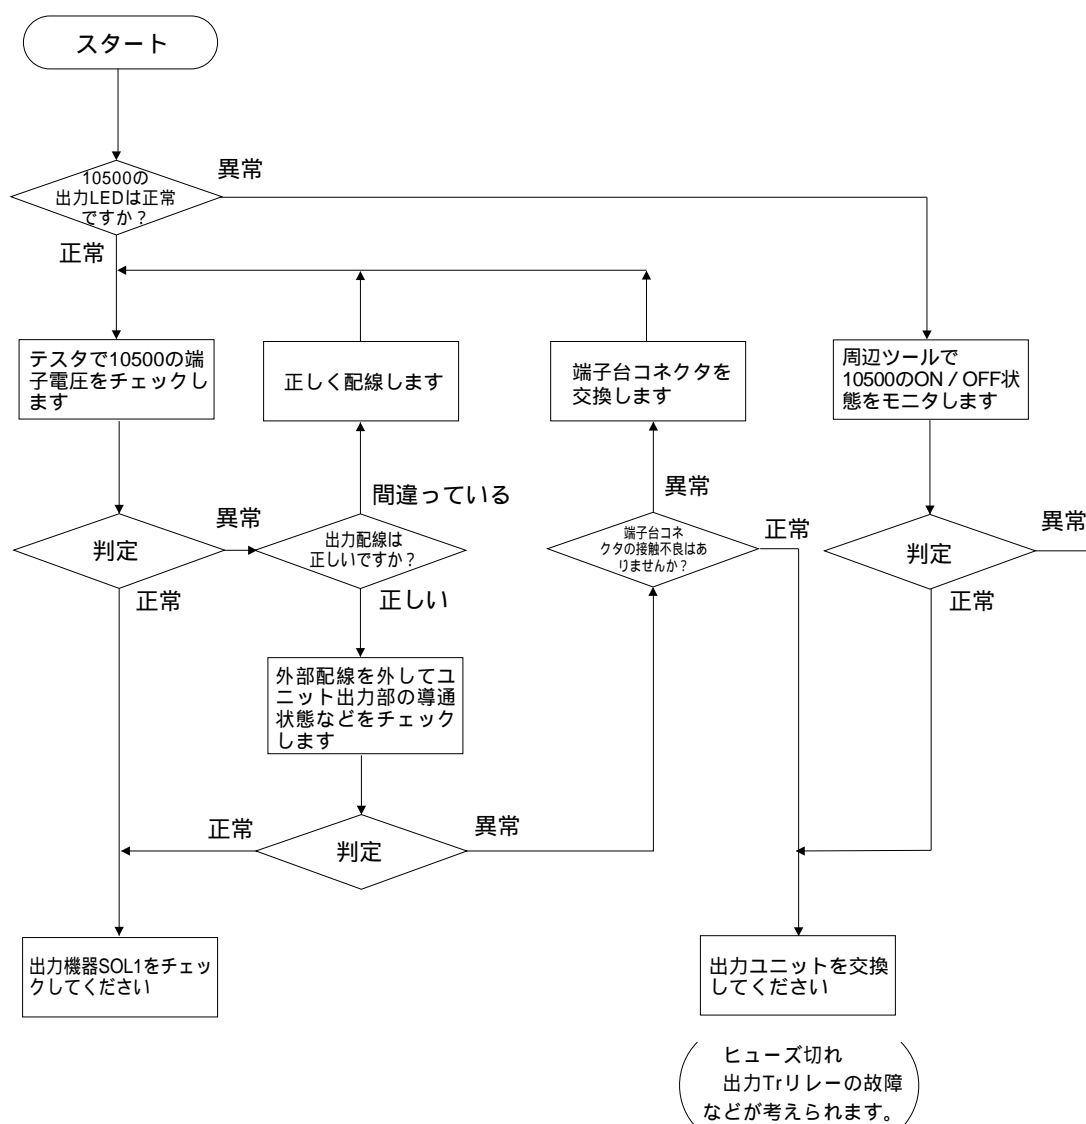 スタート
10500の
出力LEDは正常
ですか?
異常
正常
テスタで10500の端
子電圧をチェックし
ます
正しく配線します
端子台コネクタを
交換します
周辺ツールで
10500のON / OFF状
態をモニタします
判定
異常
間違っている
出力配線は
正しいですか?
正しい
正常
異常
端子台コネ
クタの接触不良はあ
りませんか?
正常
判定
異常
正常
外部配線を外してユ
ニット出力部の導通
状態などをチェック
します
正常
判定
異常
出力機器SOL1をチェッ
クしてください
出力ユニットを交換
してください
ヒューズ切れ
出力Trリレーの故障
などが考えられます。